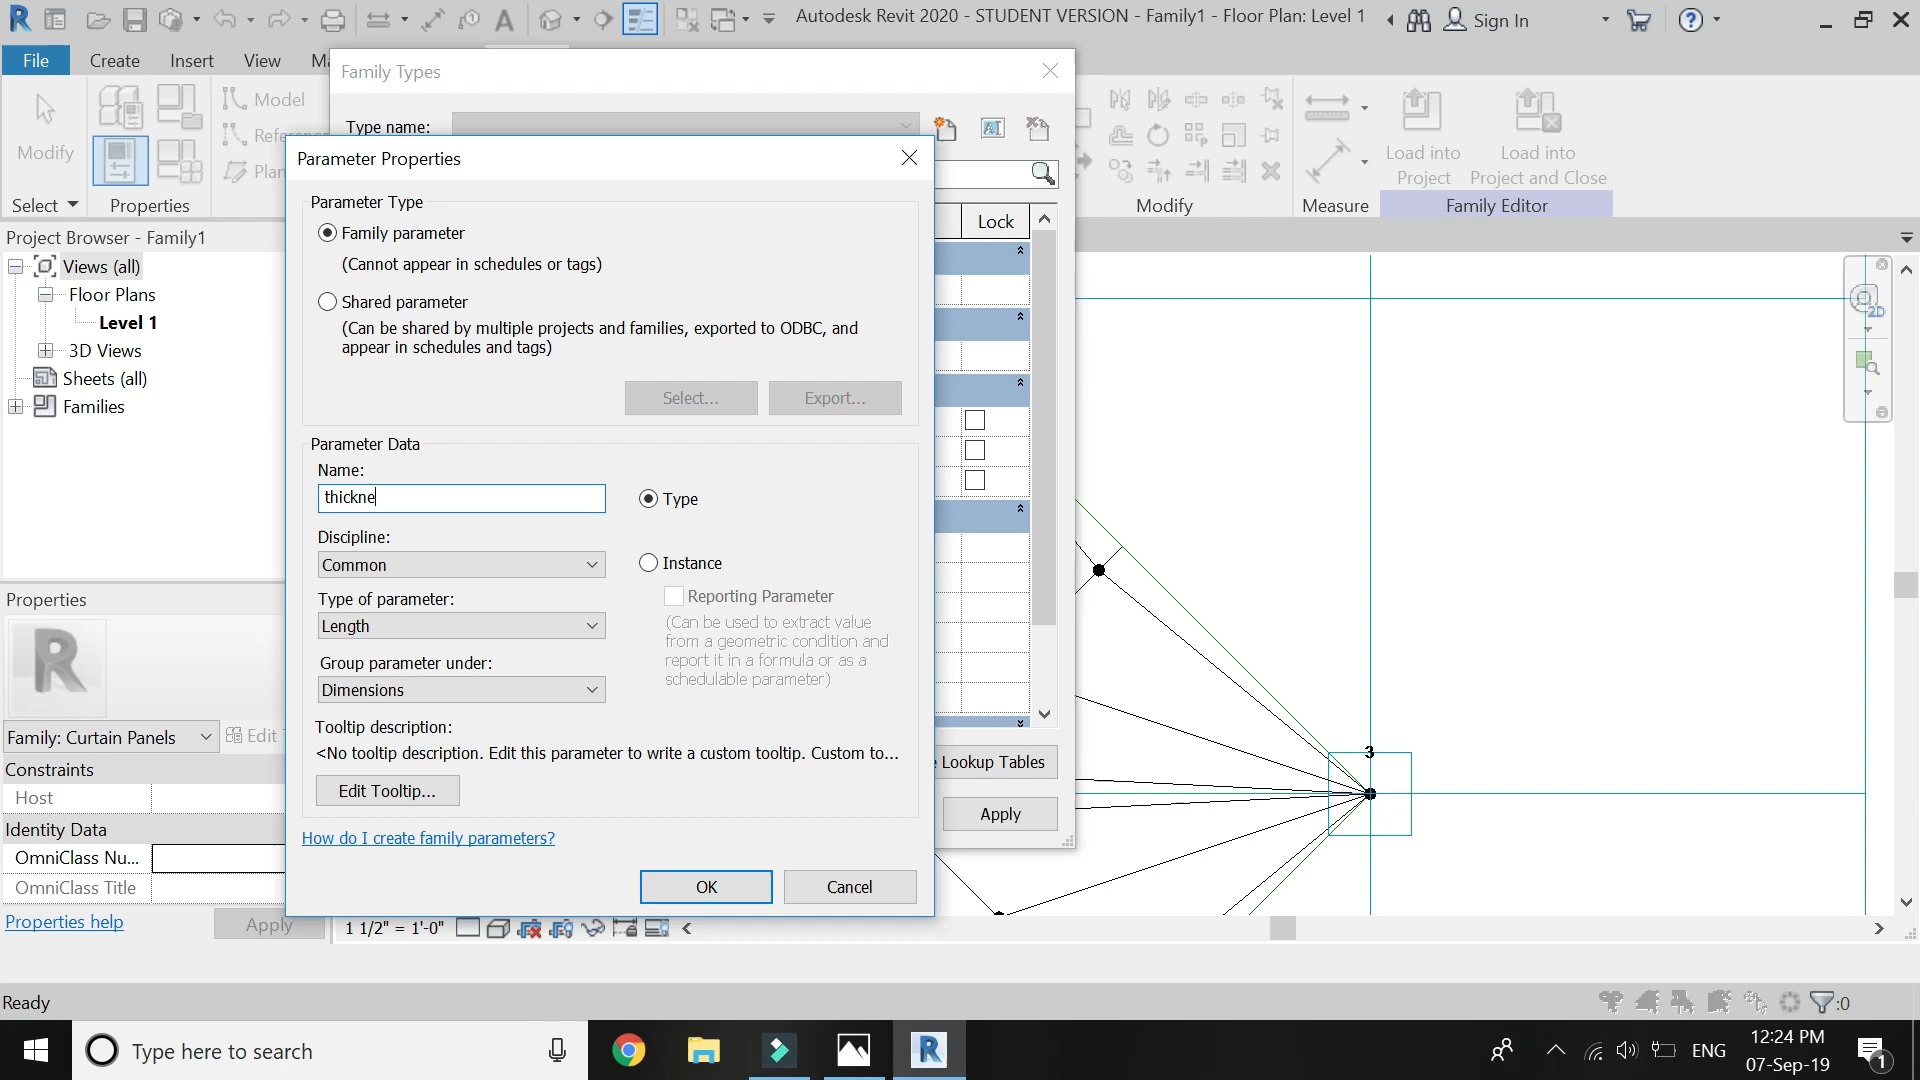 Autodesk Revit 2020 - STUDENT VERSION - Family1 - Floor Plan: Level 1
Sign In
File
Create
Insert
View
Family Types
Type name:
Modify
Model
Parameter Properties
Load into
Project
Load into
Project and Close
Select
Properties
Modify
Measure
Family Editor
Parameter Type
Family parameter
(Cannot appear in schedules or tags)
Shared parameter
(Can be shared by multiple projects and families, exported to ODBC, and
appear in schedules and tags)
Select...
Export...
Lock
Project Browser - Family1
Views (all)
Floor Plans
Level 1
3D Views
Sheets (all)
Families
2D
Parameter Data
Name:
thickne
Type
Discipline:
Common
Instance
Reporting Parameter
(Can be used to extract value
from a geometric condition and
report it in a formula or as a
schedulable parameter)
Type of parameter:
Length
Group parameter under:
Dimensions
Tooltip description:
<No tooltip description. Edit this parameter to write a custom tooltip. Custom to...
Edit Tooltip...
How do I create family parameters?
OK
Cancel
Lookup Tables
Apply
3
Properties
Family: Curtain Panels
Edit
Constraints
Host
Identity Data
OmniClass Nu...
OmniClass Title
Properties help
Apply
1 1/2" = 1'-0"
Ready
:0
Type here to search
ENG
12:24 PM
07-Sep-19
1